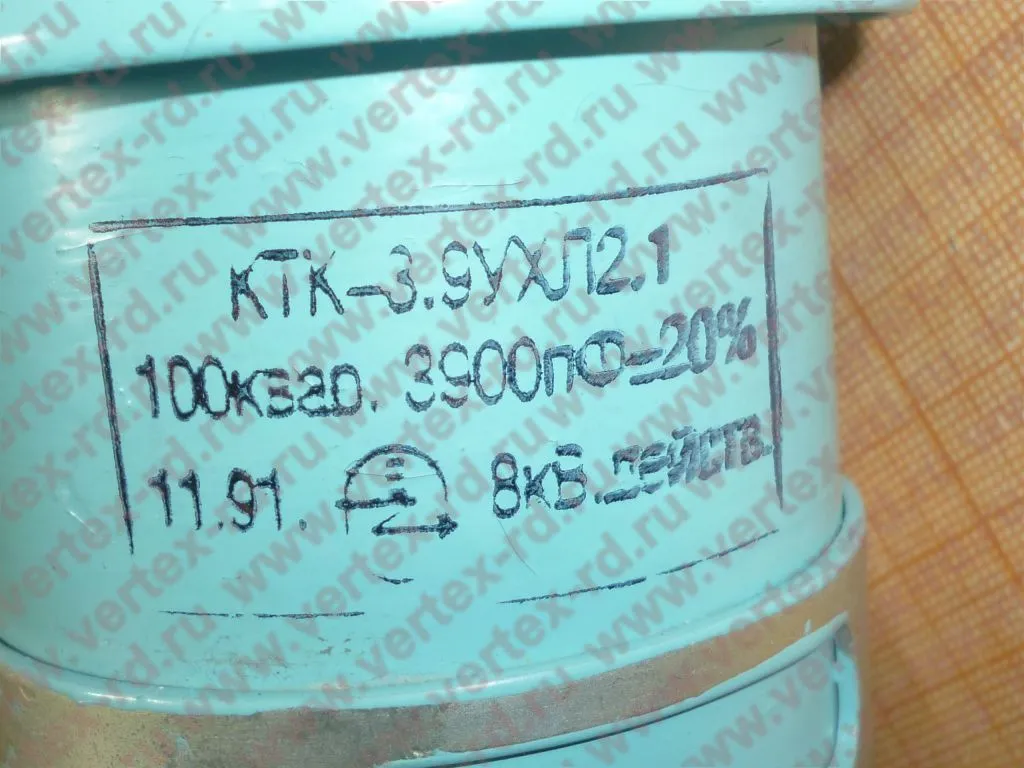 КТК-3.9УХЛ2.1
100квар. 3900пФ±20%
11.91. 8кВ.действ.
www.vertex-rd.ru